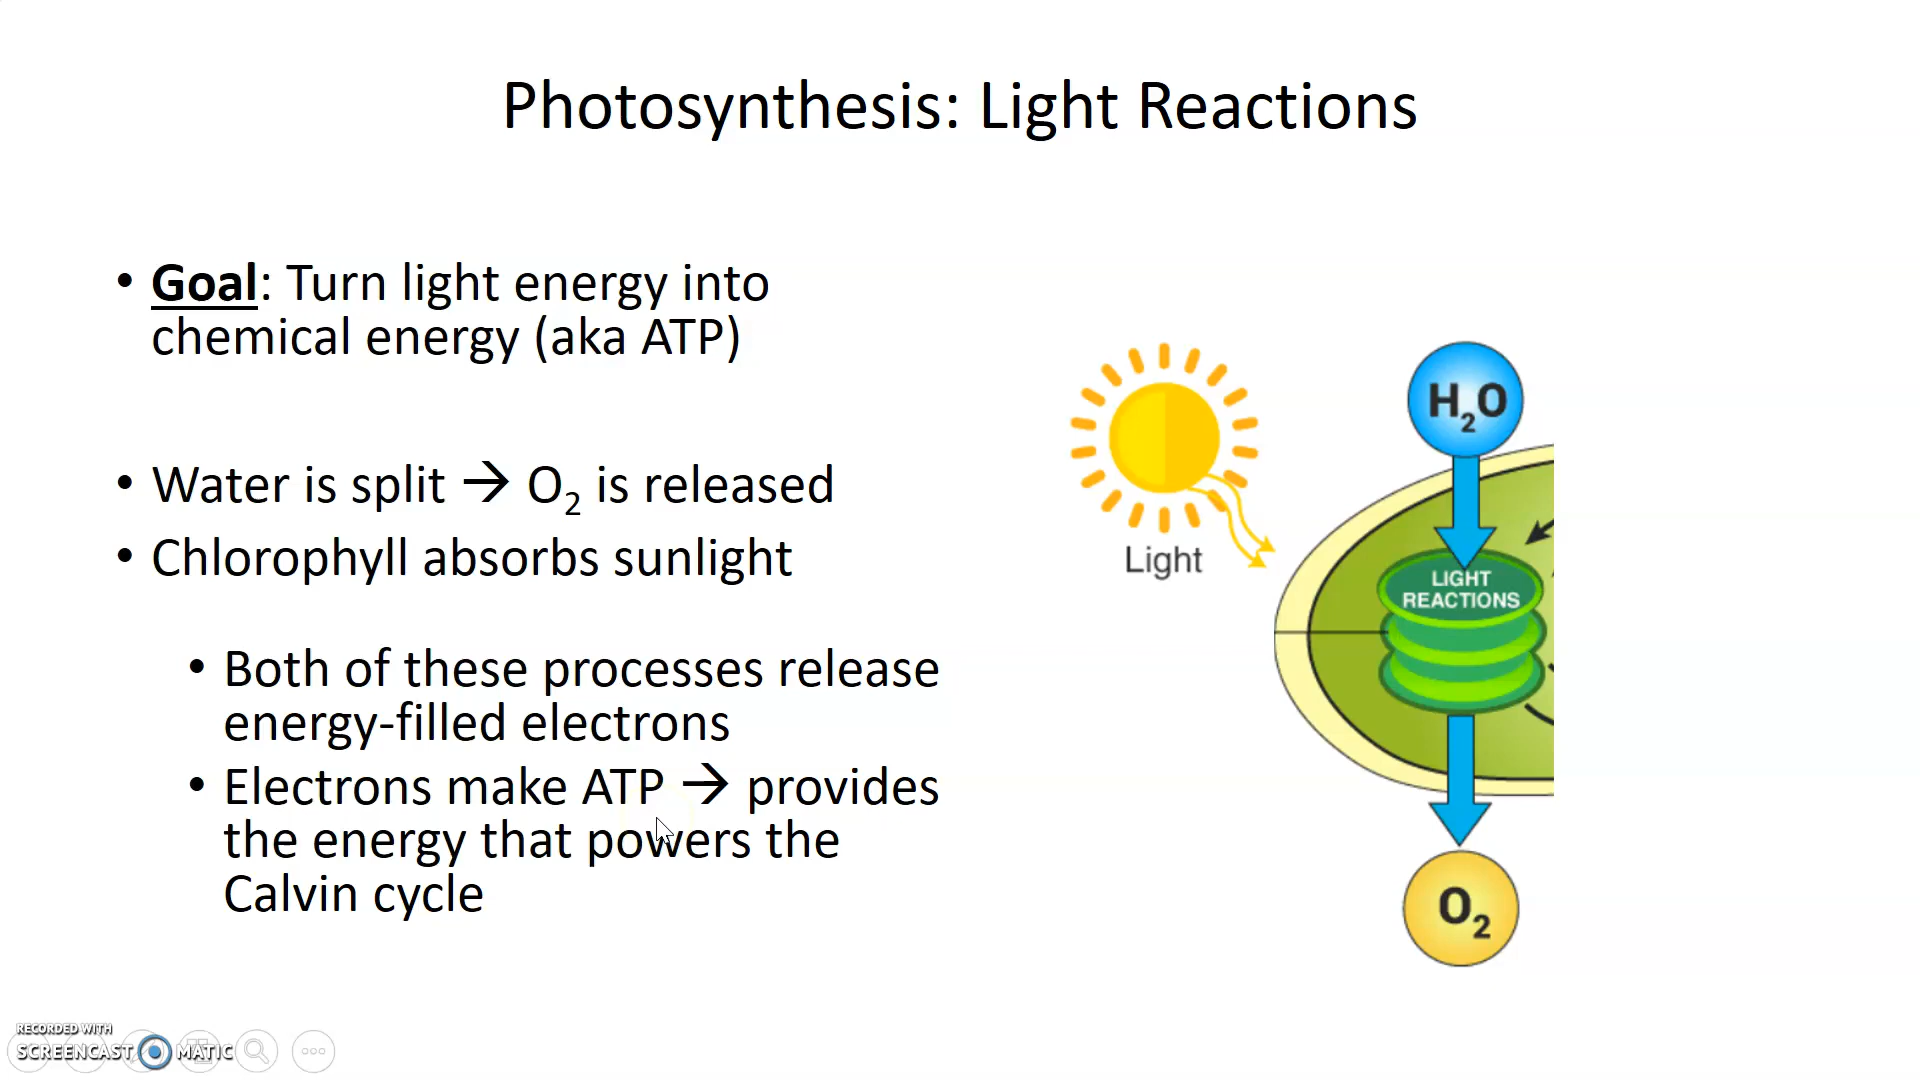 Photosynthesis: Light Reactions
• Goal: Turn light energy into
chemical energy (aka ATP)
• Water is split → O₂ is released
• Chlorophyll absorbs sunlight
• Both of these processes release
energy-filled electrons
• Electrons make ATP → provides
the energy that powers the
Calvin cycle
H₂O
Light
LIGHT
REACTIONS
O₂
RECORDED WITH
SCREENCAST MATIC